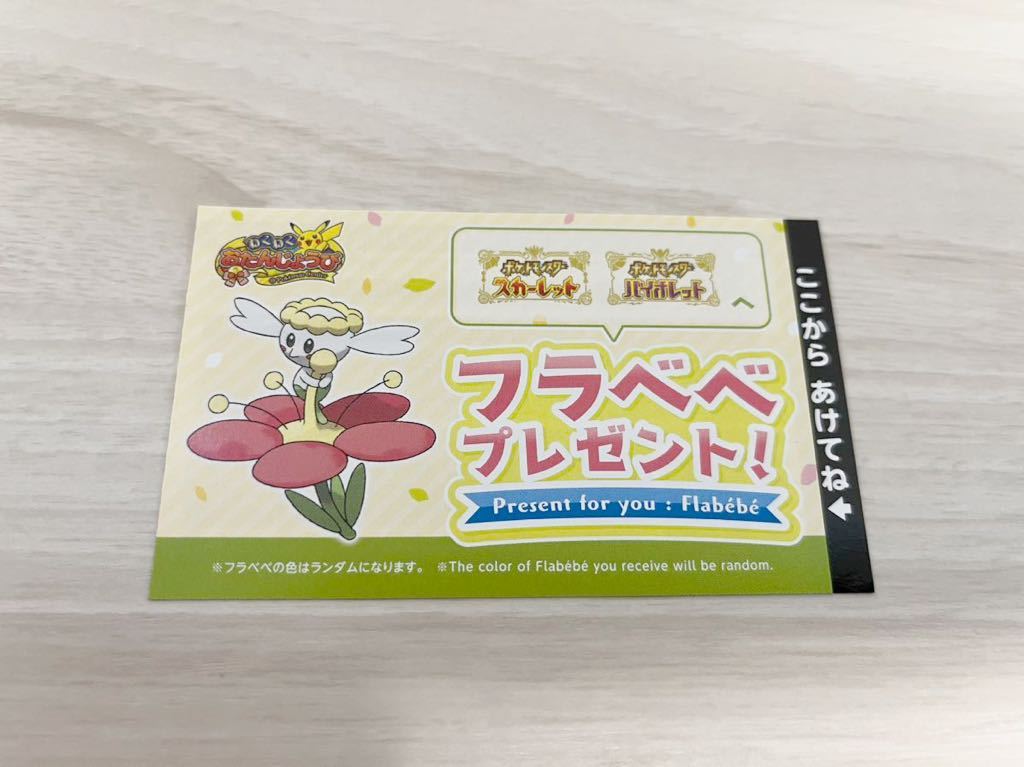 わくわく
おたんじょうび
@Pokémon Center
ポケットモンスター
スカーレット
ポケットモンスター
バイオレット
へ
フラベベ
プレゼント!
Present for you : Flabébé
※フラベベの色はランダムになります。 ※The color of Flabébé you receive will be random.
ここから あけてね